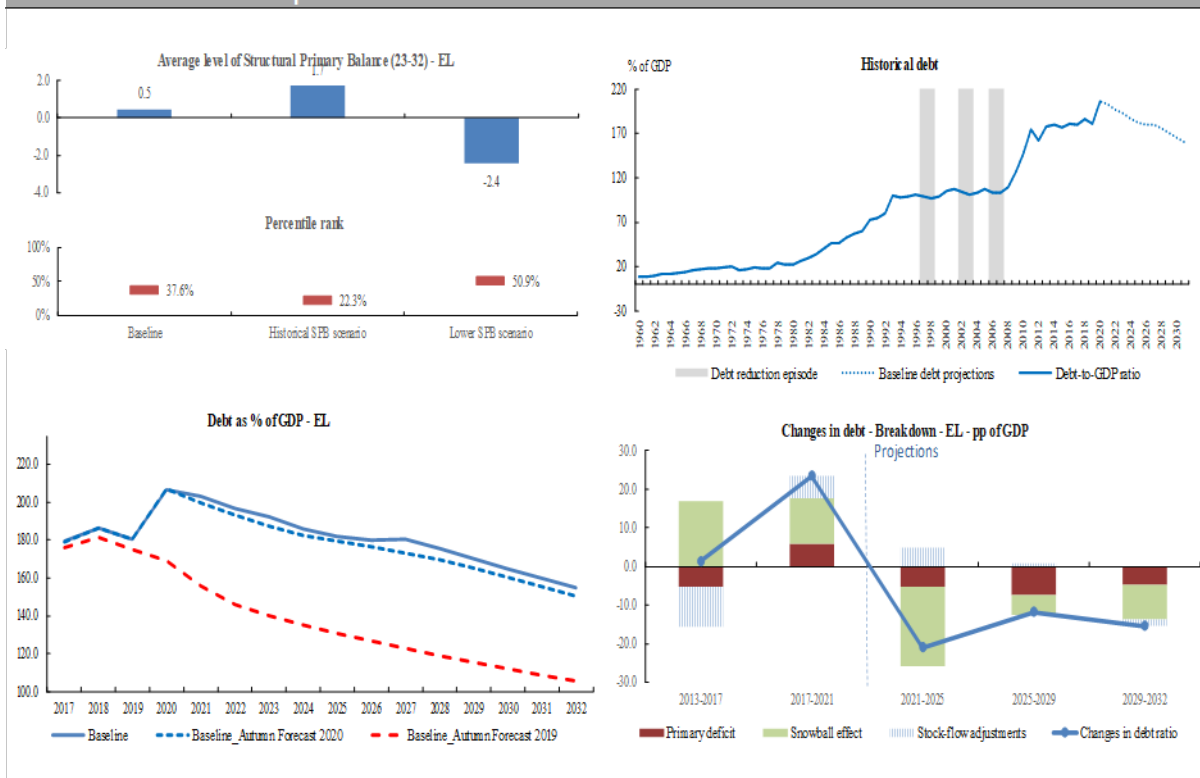 Average level of Structural Primary Balance (23-32) - EL
2.0
0.0
-2.0
-4.0
0.5
1.7
-2.4
Percentile rank
100%
50%
0%
37.6%
22.3%
50.9%
Baseline
Historical SPB scenario
Lower SPB scenario
% of GDP
Historical debt
220
170
120
70
20
-30
1960 1962 1964 1966 1968 1970 1972 1974 1976 1978 1980 1982 1984 1986 1988 1990 1992 1994 1996 1998 2000 2002 2004 2006 2008 2010 2012 2014 2016 2018 2020 2022 2024 2026 2028 2030
Debt reduction episode
Baseline debt projections
Debt-to-GDP ratio
Debt as % of GDP - EL
220.0
200.0
180.0
160.0
140.0
120.0
100.0
2017 2018 2019 2020 2021 2022 2023 2024 2025 2026 2027 2028 2029 2030 2031 2032
Baseline
Baseline_Autumn Forecast 2020
Baseline_Autumn Forecast 2019
Changes in debt - Breakdown - EL - pp of GDP
Projections
30.0
20.0
10.0
0.0
-10.0
-20.0
-30.0
2013-2017
2017-2021
2021-2025
2025-2029
2029-2032
Primary deficit
Snowball effect
Stock-flow adjustments
Changes in debt ratio